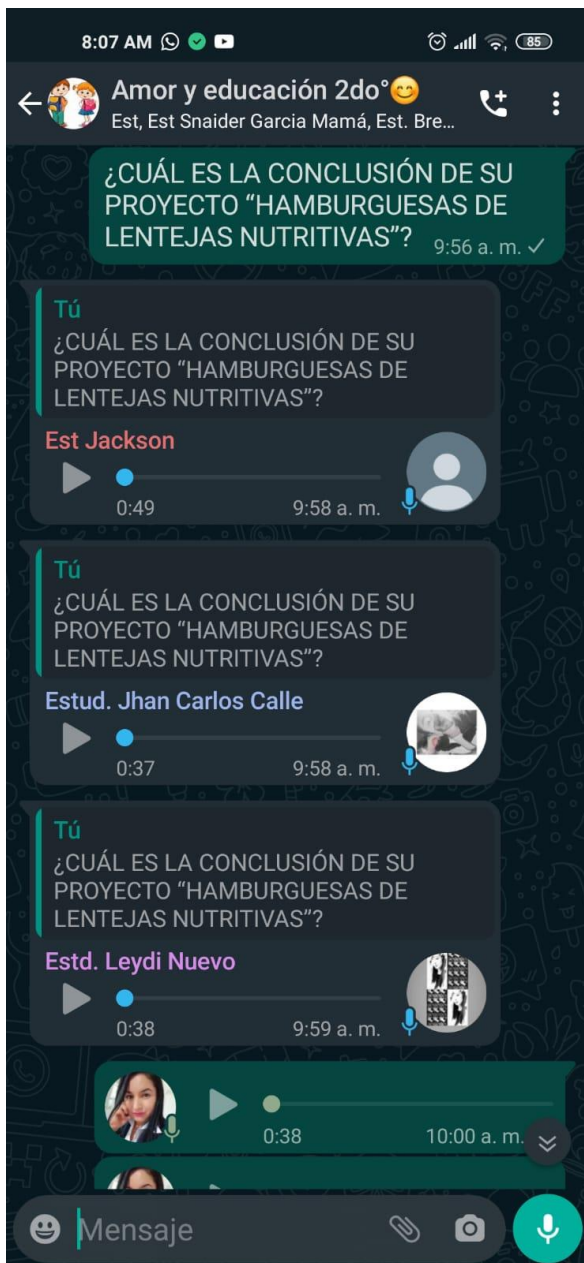 8:07 AM
85
Amor y educación 2do°😊
Est, Est Snaider Garcia Mamá, Est. Bre...
¿CUÁL ES LA CONCLUSIÓN DE SU
PROYECTO “HAMBURGUESAS DE
LENTEJAS NUTRITIVAS”?
9:56 a. m.
Tú
¿CUÁL ES LA CONCLUSIÓN DE SU
PROYECTO “HAMBURGUESAS DE
LENTEJAS NUTRITIVAS”?
Est Jackson
0:49 9:58 a. m.
Tú
¿CUÁL ES LA CONCLUSIÓN DE SU
PROYECTO “HAMBURGUESAS DE
LENTEJAS NUTRITIVAS”?
Estud. Jhan Carlos Calle
0:37 9:58 a. m.
Tú
¿CUÁL ES LA CONCLUSIÓN DE SU
PROYECTO “HAMBURGUESAS DE
LENTEJAS NUTRITIVAS”?
Estd. Leydi Nuevo
0:38 9:59 a. m.
0:38 10:00 a. m.
Mensaje